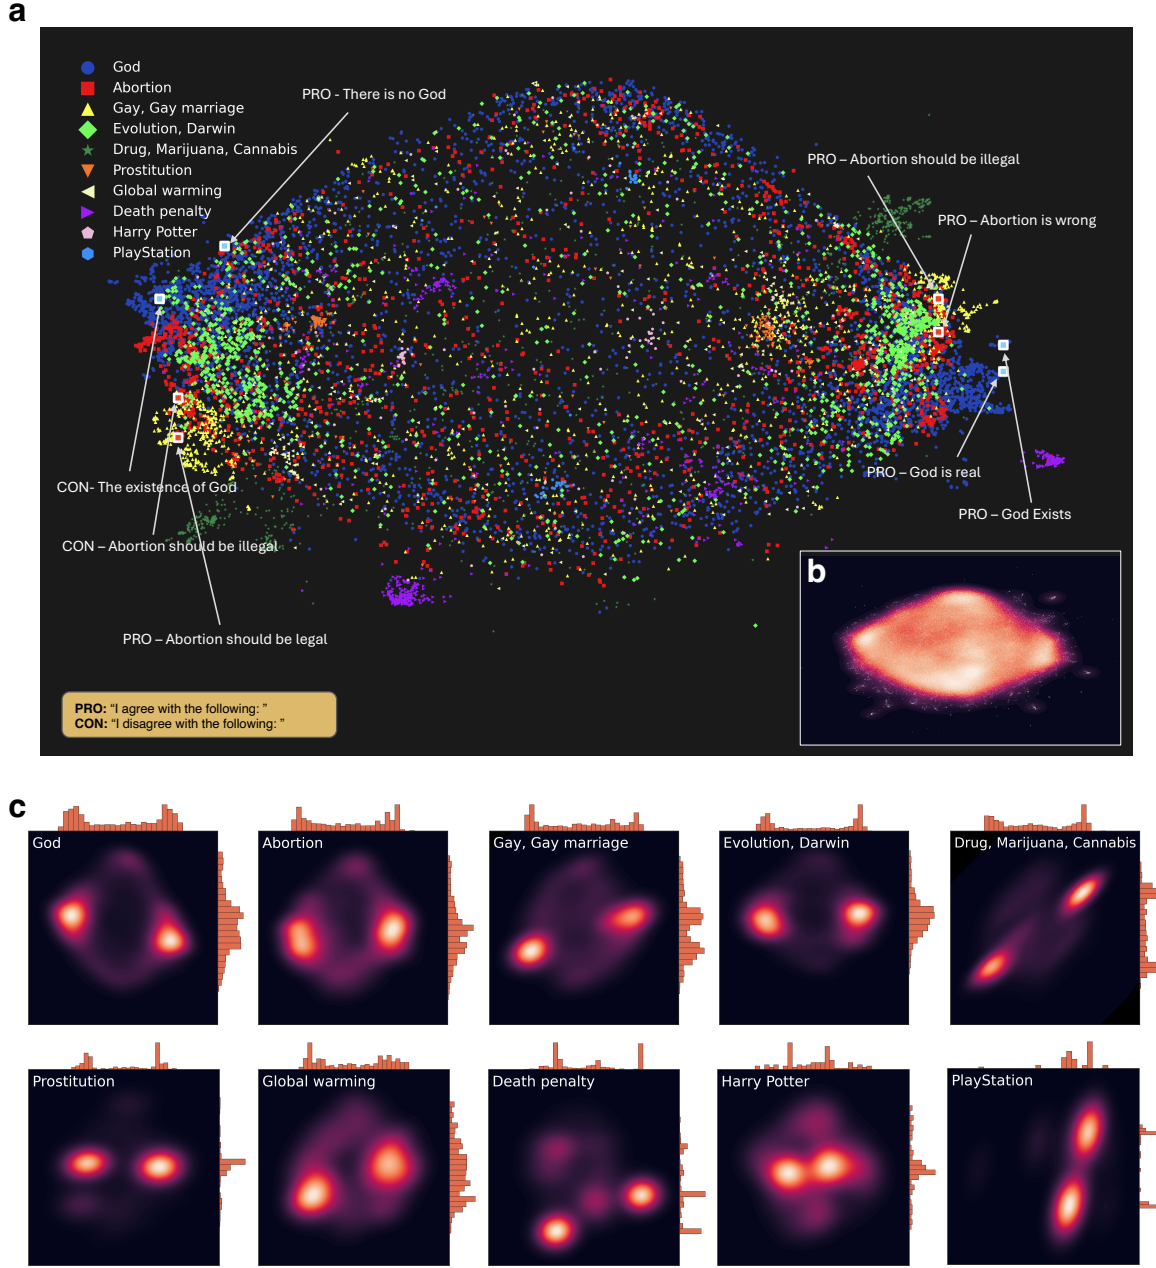 a
God
Abortion
Gay, Gay marriage
Evolution, Darwin
Drug, Marijuana, Cannabis
Prostitution
Global warming
Death penalty
Harry Potter
PlayStation
PRO - There is no God
PRO – Abortion should be illegal
PRO – Abortion is wrong
PRO – God is real
PRO – God Exists
CON- The existence of God
CON – Abortion should be illegal
PRO – Abortion should be legal
PRO: “I agree with the following: ”
CON: “I disagree with the following: ”
b
c
God
Abortion
Gay, Gay marriage
Evolution, Darwin
Drug, Marijuana, Cannabis
Prostitution
Global warming
Death penalty
Harry Potter
PlayStation